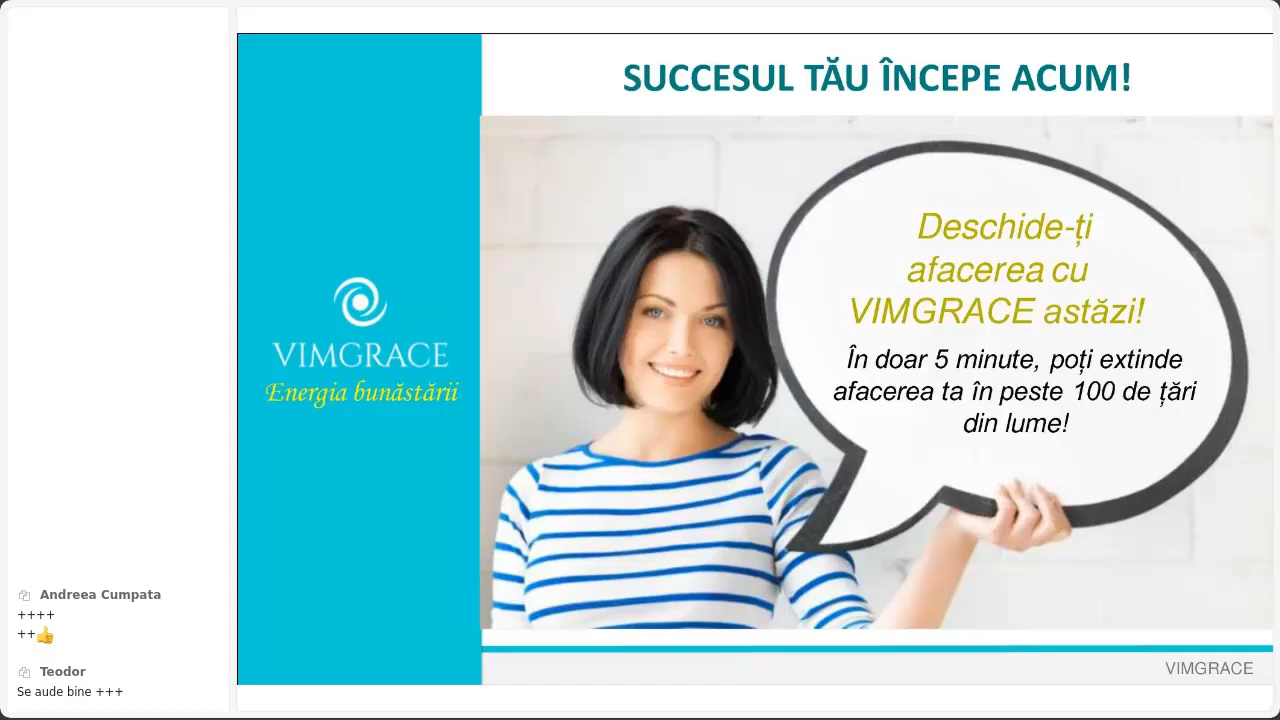 SUCCESUL TĂU ÎNCEPE ACUM!
Deschide-ți
afacerea cu
VIMGRACE astăzi!
În doar 5 minute, poți extinde
afacerea ta în peste 100 de țări
din lume!
VIMGRACE
Energia bunăstării
VIMGRACE
Andreea Cumpata
++++
++👍
Teodor
Se aude bine +++